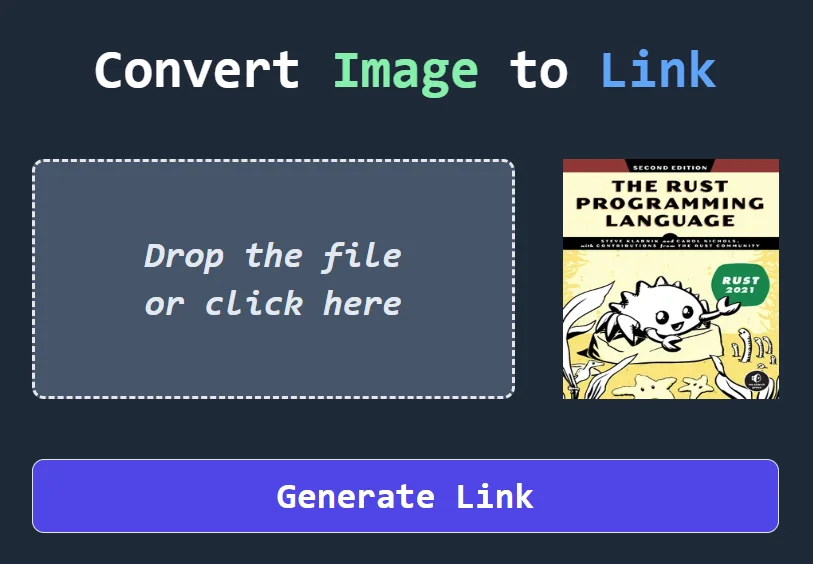 Convert Image to Link
Drop the file
or click here
SECOND EDITION
THE RUST
PROGRAMMING
LANGUAGE
STEVE KLABNIK and CAROL NICHOLS,
with CONTRIBUTIONS from THE RUST COMMUNITY
RUST
2021
Generate Link